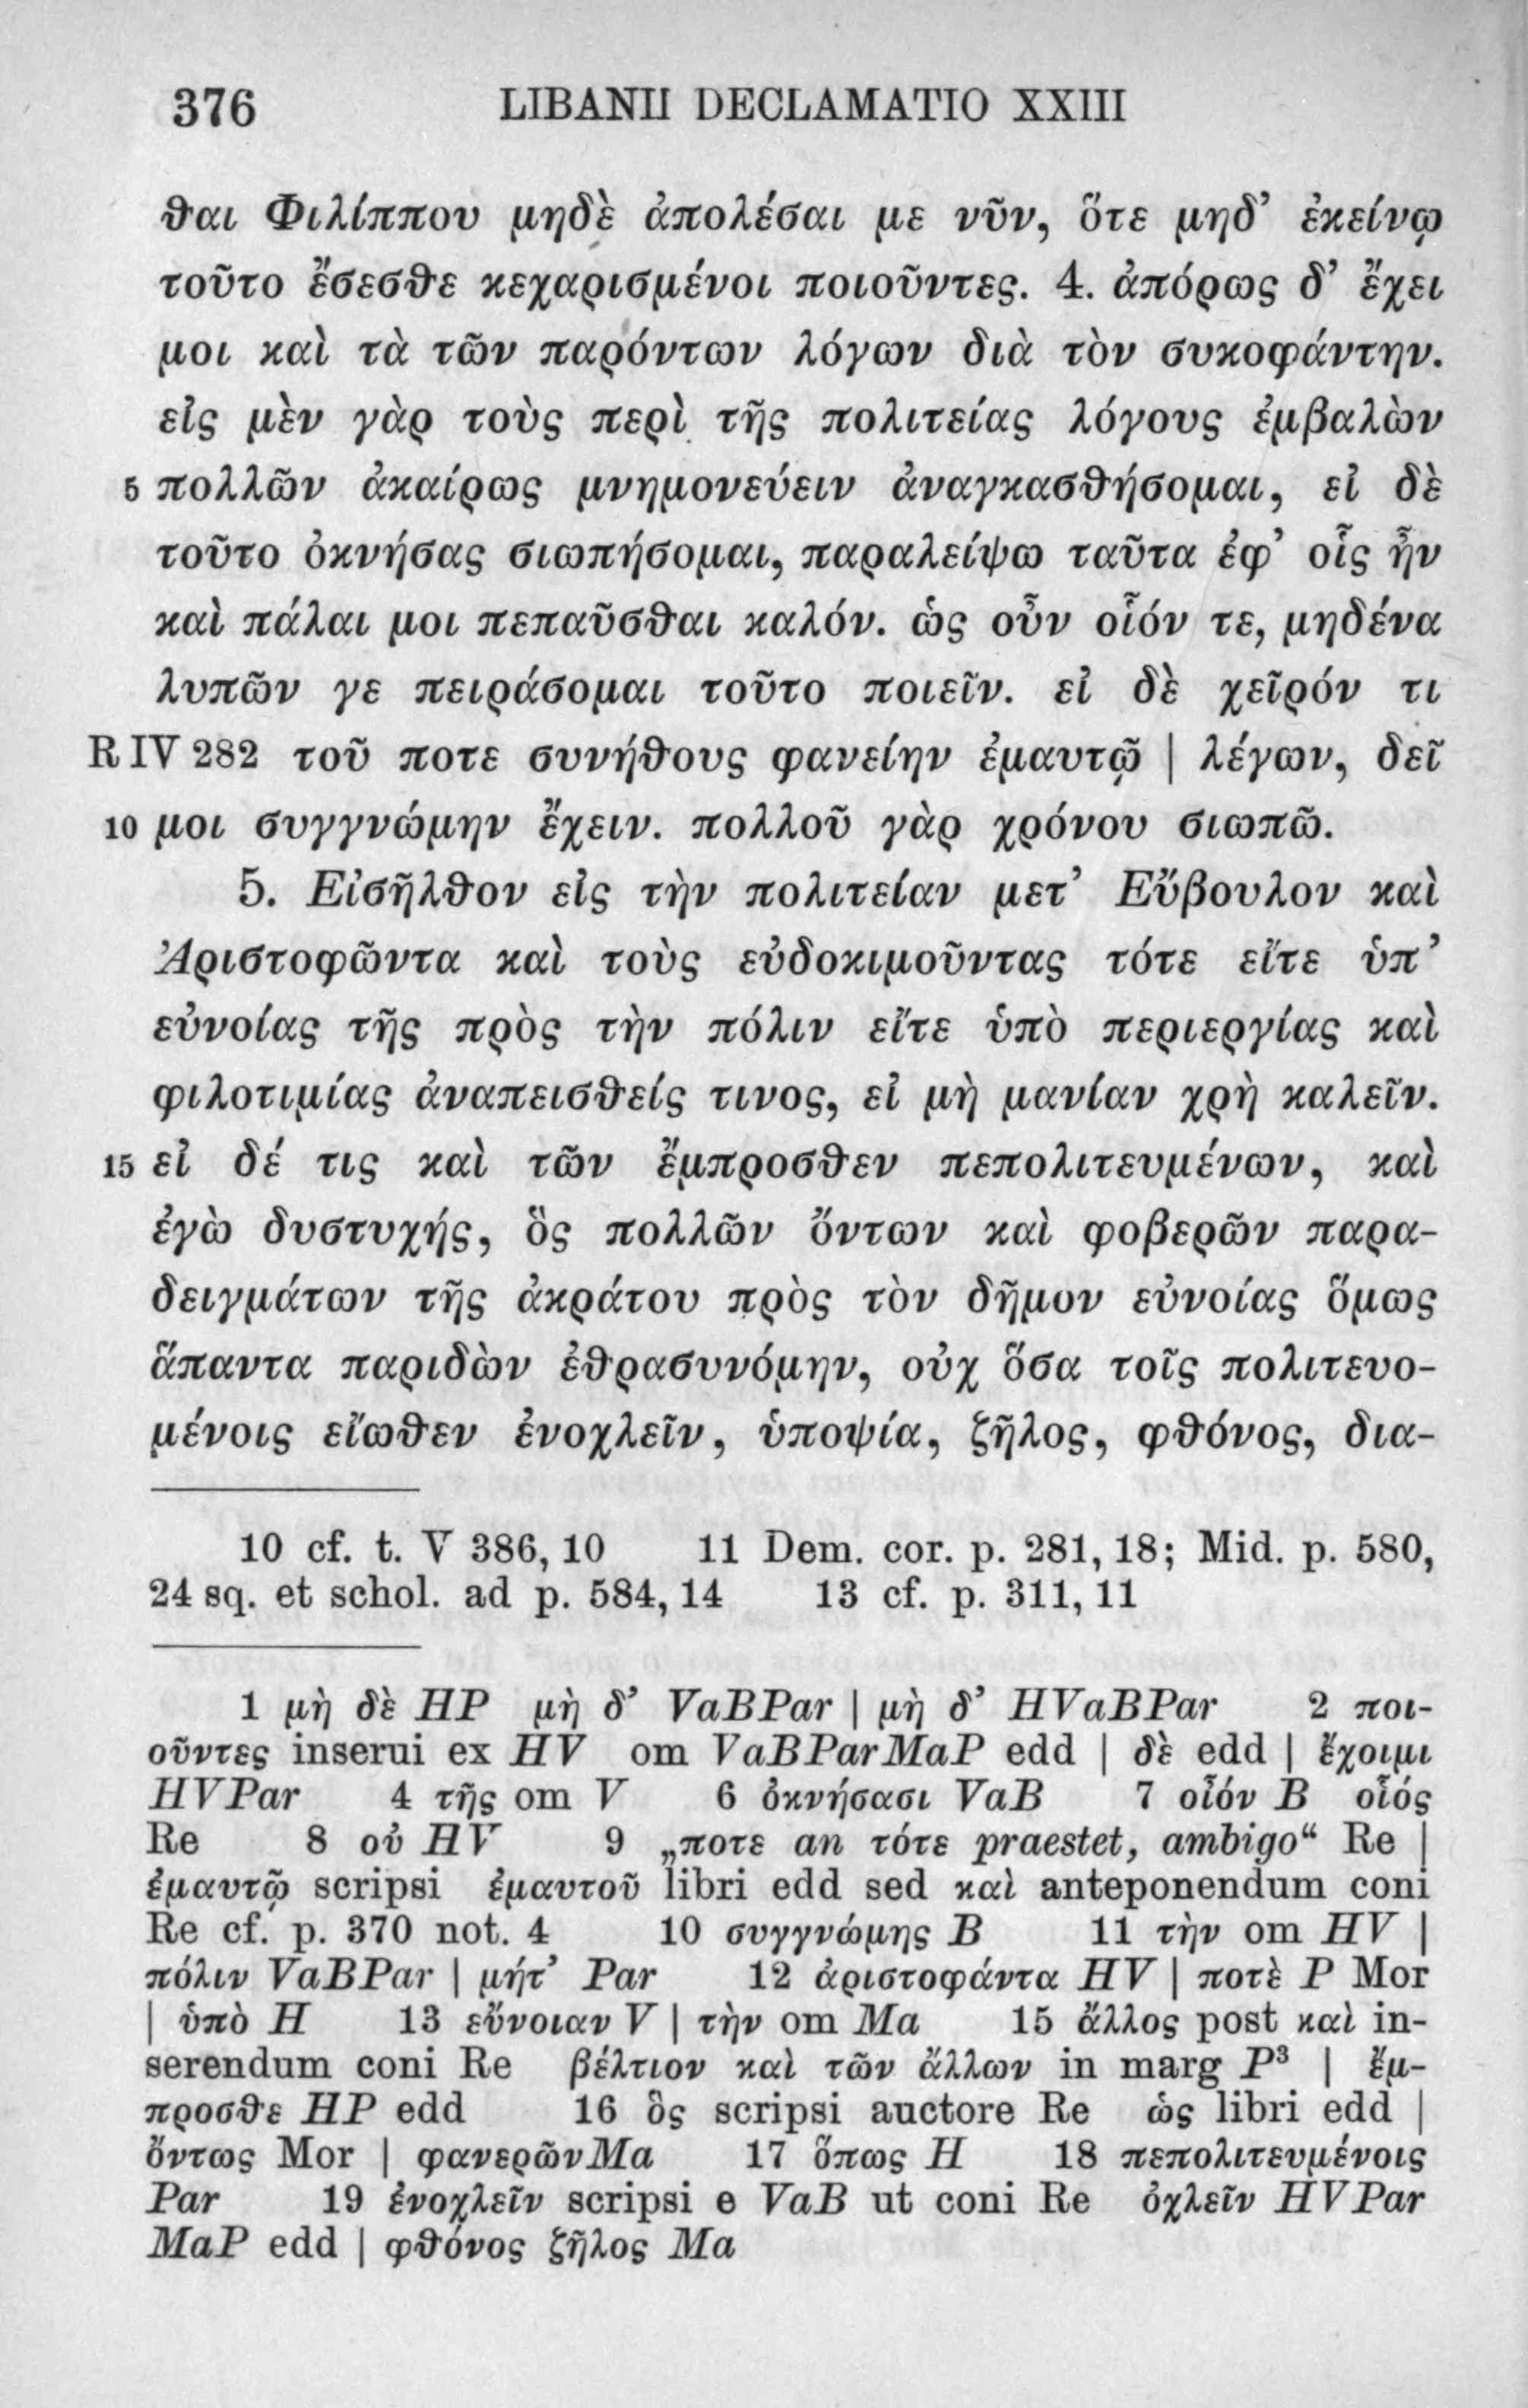 376 LIBANII DECLAMATIO XXIII
θαι Φιλίππου μηδὲ ἀπολέσαι με νῦν, ὅτε μηδ’ ἐκείνῳ
τοῦτο ἔσεσθε κεχαρισμένοι ποιοῦντες. 4. ἀπόρως δ’ ἔχει
μοι καὶ τὰ τῶν παρόντων λόγων διὰ τὸν συκοφάντην.
εἰς μὲν γὰρ τοὺς περὶ τῆς πολιτείας λόγους ἐμβαλὼν
5 πολλῶν ἀκαίρως μνημονεύειν ἀναγκασθήσομαι, εἰ δὲ
τοῦτο ὀκνήσας σιωπήσομαι, παραλείψω ταῦτα ἐφ’ οἷς ἦν
καὶ πάλαι μοι πεπαῦσθαι καλόν. ὡς οὖν οἷόν τε, μηδένα
λυπῶν γε πειράσομαι τοῦτο ποιεῖν. εἰ δὲ χεῖρόν τι
R IV 282 τοῦ ποτε συνήθους φανείην ἐμαυτῷ | λέγων, δεῖ
10 μοι συγγνώμην ἔχειν. πολλοῦ γὰρ χρόνου σιωπῶ.
5. Εἰσῆλθον εἰς τὴν πολιτείαν μετ’ Εὔβουλον καὶ
Ἀριστοφῶντα καὶ τοὺς εὐδοκιμοῦντας τότε εἴτε ὑπ’
εὐνοίας τῆς πρὸς τὴν πόλιν εἴτε ὑπὸ περιεργίας καὶ
φιλοτιμίας ἀναπεισθείς τινος, εἰ μὴ μανίαν χρὴ καλεῖν.
15 εἰ δέ τις καὶ τῶν ἔμπροσθεν πεπολιτευμένων, καὶ
ἐγὼ δυστυχής, ὃς πολλῶν ὄντων καὶ φοβερῶν παρα-
δειγμάτων τῆς ἀκράτου πρὸς τὸν δῆμον εὐνοίας ὅμως
ἅπαντα παριδὼν ἐθρασυνόμην, οὐχ ὅσα τοῖς πολιτευο-
μένοις εἴωθεν ἐνοχλεῖν, ὑποψία, ζῆλος, φθόνος, δια-
10 cf. t. V 386, 10 11 Dem. cor. p. 281, 18; Mid. p. 580,
24 sq. et schol. ad p. 584, 14 13 cf. p. 311, 11
1 μὴ δὲ HP μὴ δ’ VaBPar | μὴ δ’ HVaBPar 2 ποι-
οῦντες inserui ex HV om VaBParMaP edd | δὲ edd | ἔχοιμι
HVPar 4 τῆς om V 6 ὀκνήσασι VaB 7 οἷόν B οἷός
Re 8 οὐ HV 9 „ποτε an τότε praestet, ambigo“ Re |
ἐμαυτῷ scripsi ἐμαυτοῦ libri edd sed καὶ anteponendum coni
Re cf. p. 370 not. 4 10 συγγνώμης B 11 τὴν om HV |
πόλιν VaBPar | μήτ’ Par 12 ἀριστοφάντα HV | ποτὲ P Mor
| ὑπὸ H 13 εὔνοιαν V | τὴν om Ma 15 ἄλλος post καὶ in-
serendum coni Re βέλτιον καὶ τῶν ἄλλων in marg P³ | ἔμ-
προσθε HP edd 16 ὃς scripsi auctore Re ὡς libri edd |
ὄντως Mor | φανερῶν Ma 17 ὅπως H 18 πεπολιτευμένοις
Par 19 ἐνοχλεῖν scripsi e VaB ut coni Re ὀχλεῖν HVPar
MaP edd | φθόνος ζῆλος Ma